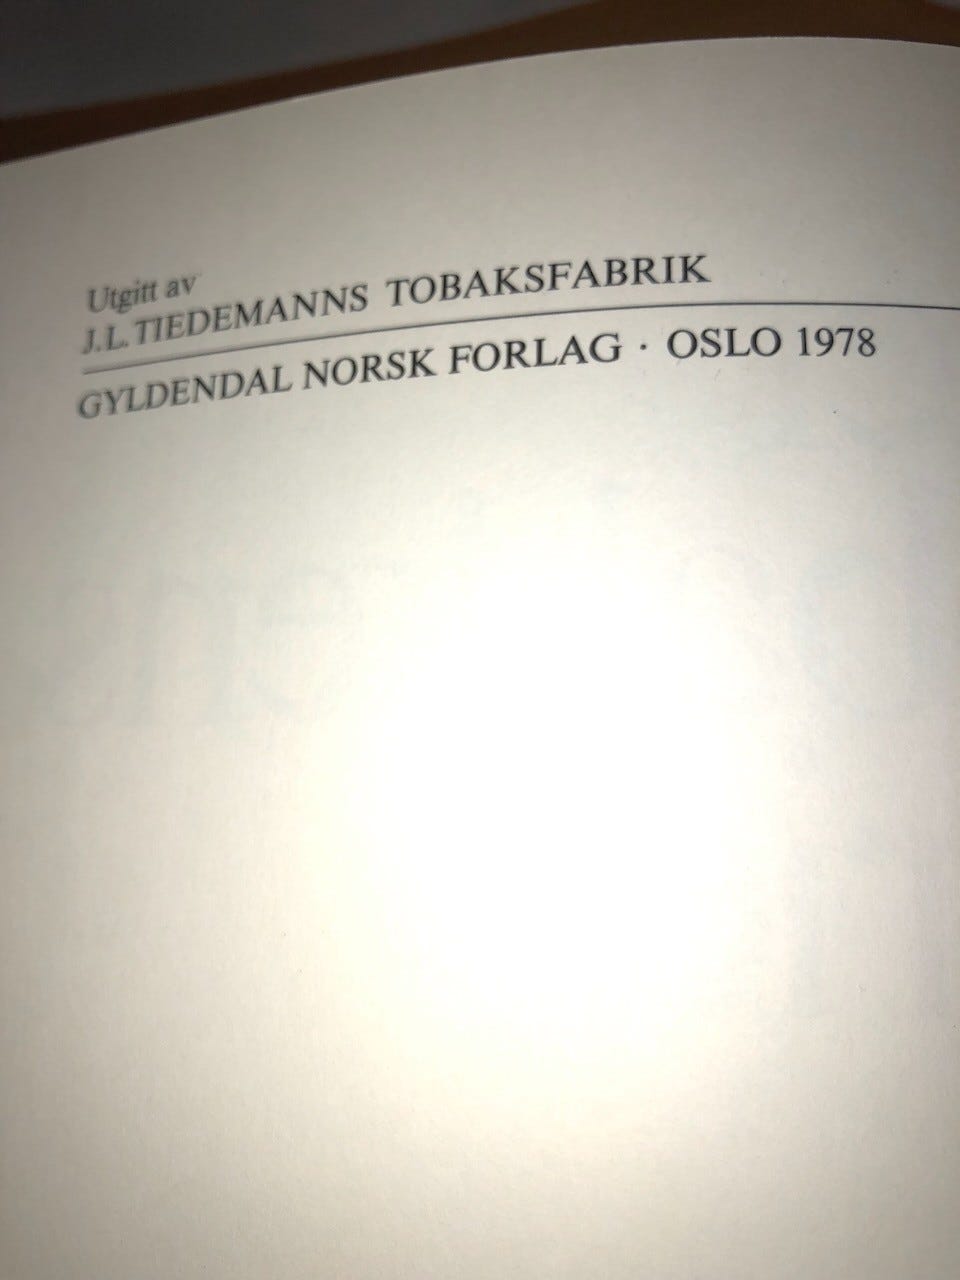 Utgitt av
J.L. TIEDEMANNS TOBAKSFABRIK
GYLDENDAL NORSK FORLAG · OSLO 1978